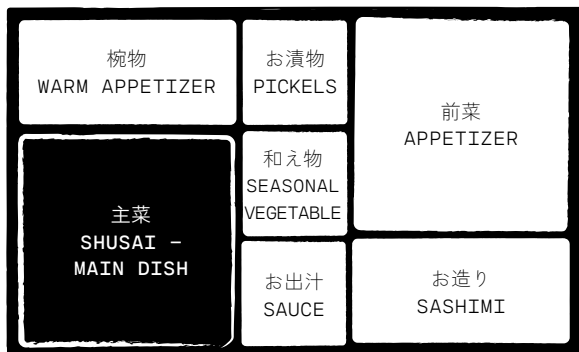 椀物
WARM APPETIZER
お漬物
PICKELS
前菜
APPETIZER
和え物
SEASONAL
VEGETABLE
主菜
SHUSAI –
MAIN DISH
お出汁
SAUCE
お造り
SASHIMI